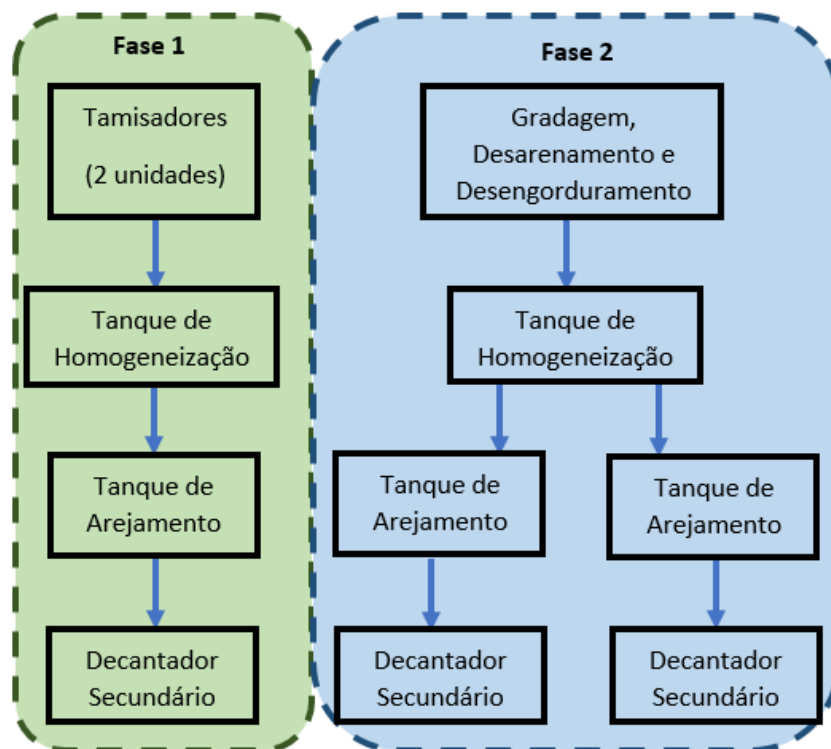 Fase 1
Tamisadores
(2 unidades)
Tanque de
Homogeneização
Tanque de
Arejamento
Decantador
Secundário
Fase 2
Gradagem,
Desarenamento e
Desengorduramento
Tanque de
Homogeneização
Tanque de
Arejamento
Tanque de
Arejamento
Decantador
Secundário
Decantador
Secundário